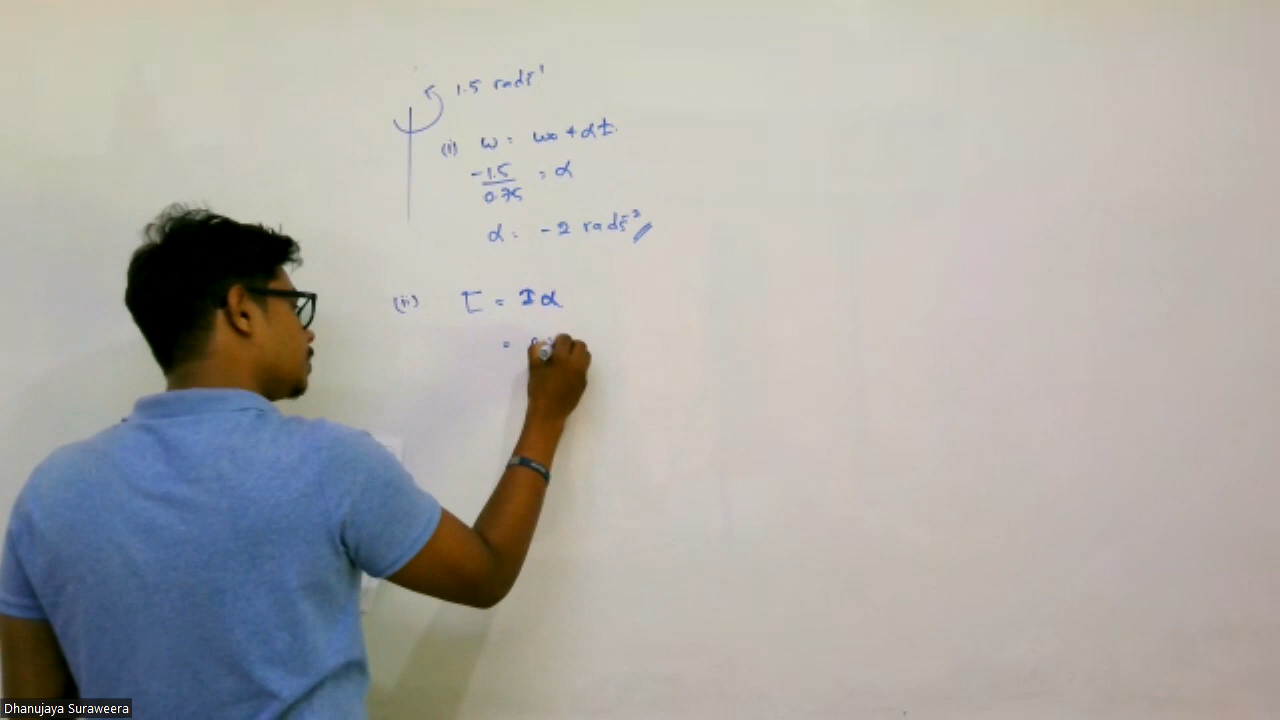 1.5 rads⁻¹
(i) ω = ω₀ + αt.
-1.5/0.75 = α
α = -2 rads⁻²
(ii) τ = Iα
=
Dhanujaya Suraweera